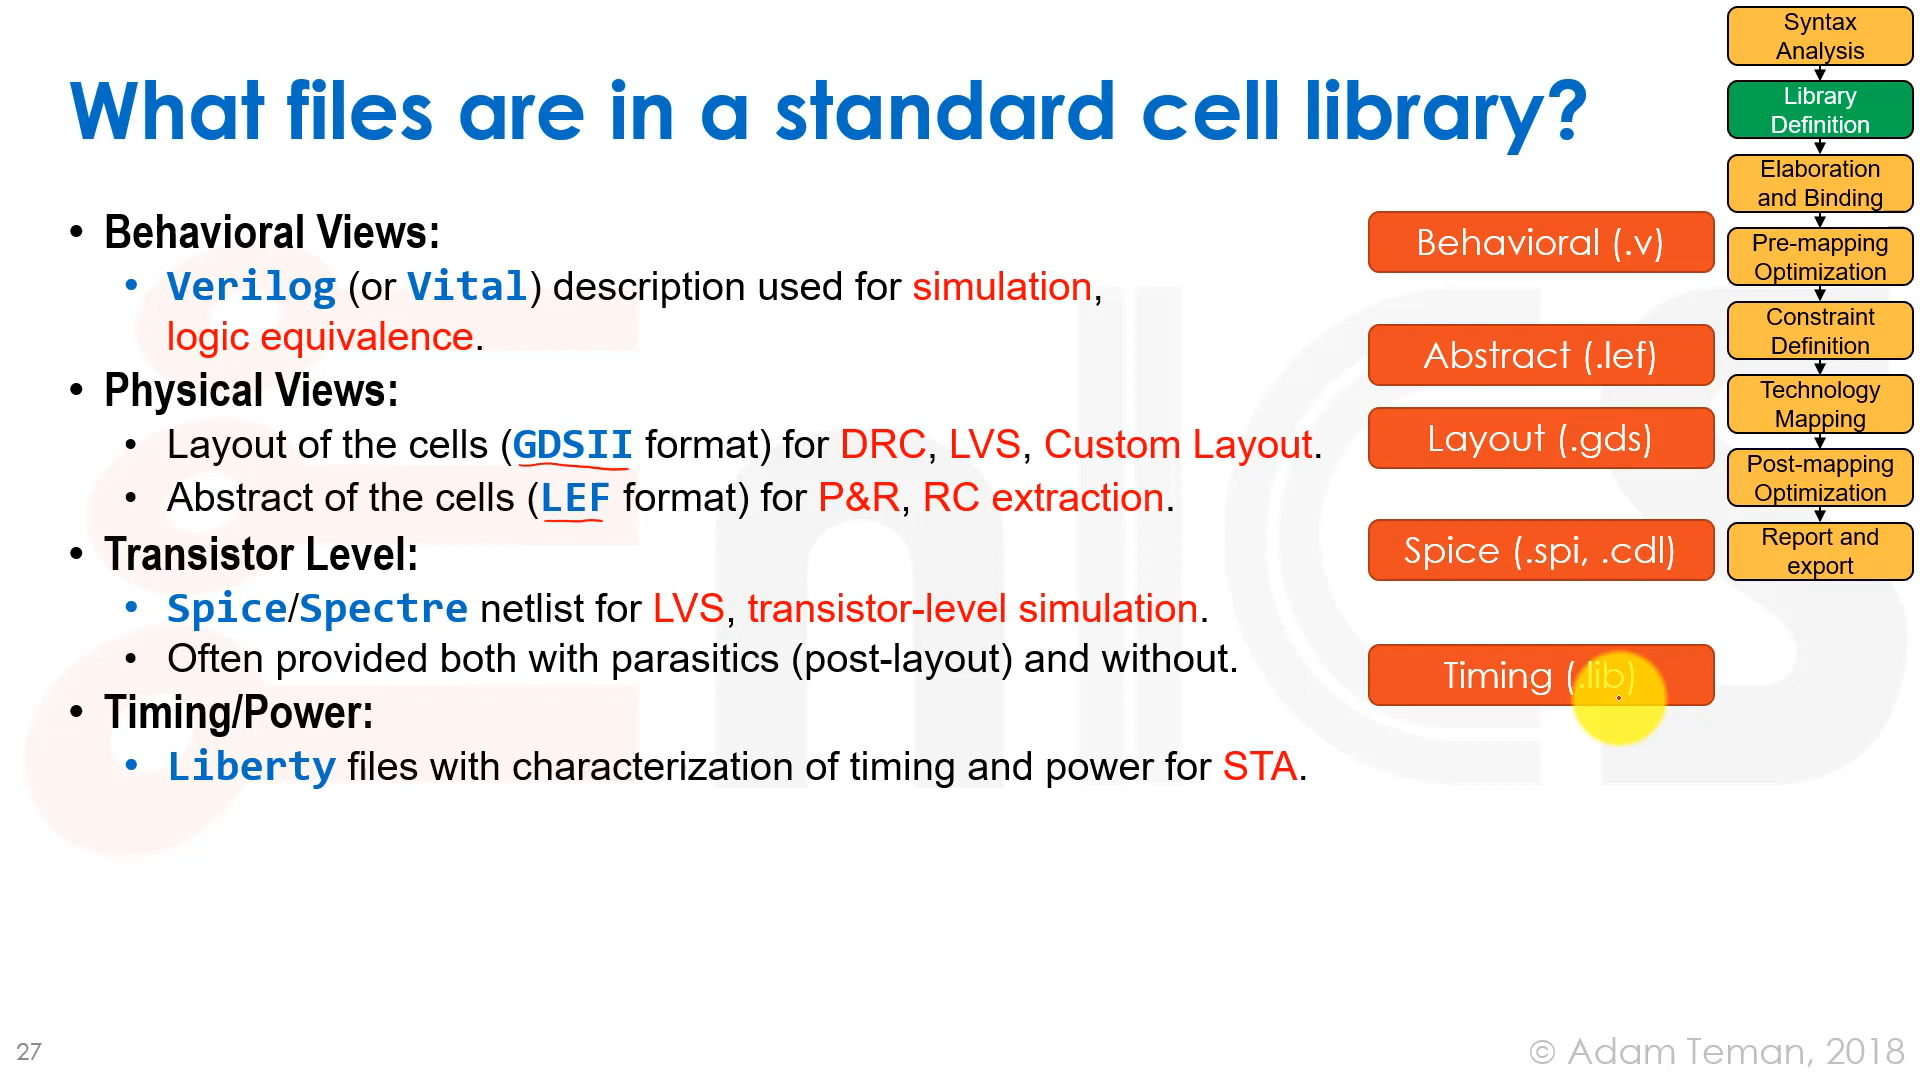 What files are in a standard cell library?
• Behavioral Views:
• Verilog (or Vital) description used for simulation,
logic equivalence.
• Physical Views:
• Layout of the cells (GDSII format) for DRC, LVS, Custom Layout.
• Abstract of the cells (LEF format) for P&R, RC extraction.
• Transistor Level:
• Spice/Spectre netlist for LVS, transistor-level simulation.
• Often provided both with parasitics (post-layout) and without.
• Timing/Power:
• Liberty files with characterization of timing and power for STA.
Behavioral (.v)
Abstract (.lef)
Layout (.gds)
Spice (.spi, .cdl)
Timing (.lib)
Syntax
Analysis
Library
Definition
Elaboration
and Binding
Pre-mapping
Optimization
Constraint
Definition
Technology
Mapping
Post-mapping
Optimization
Report and
export
EnICS
27
© Adam Teman, 2018